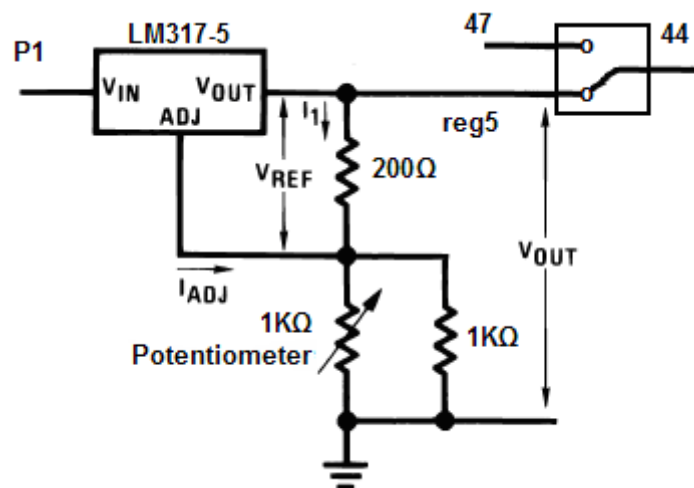 LM317-5
P1
47
44
VIN
VOUT
ADJ
I1
reg5
VREF
200Ω
VOUT
IADJ
1KΩ
Potentiometer
1KΩ